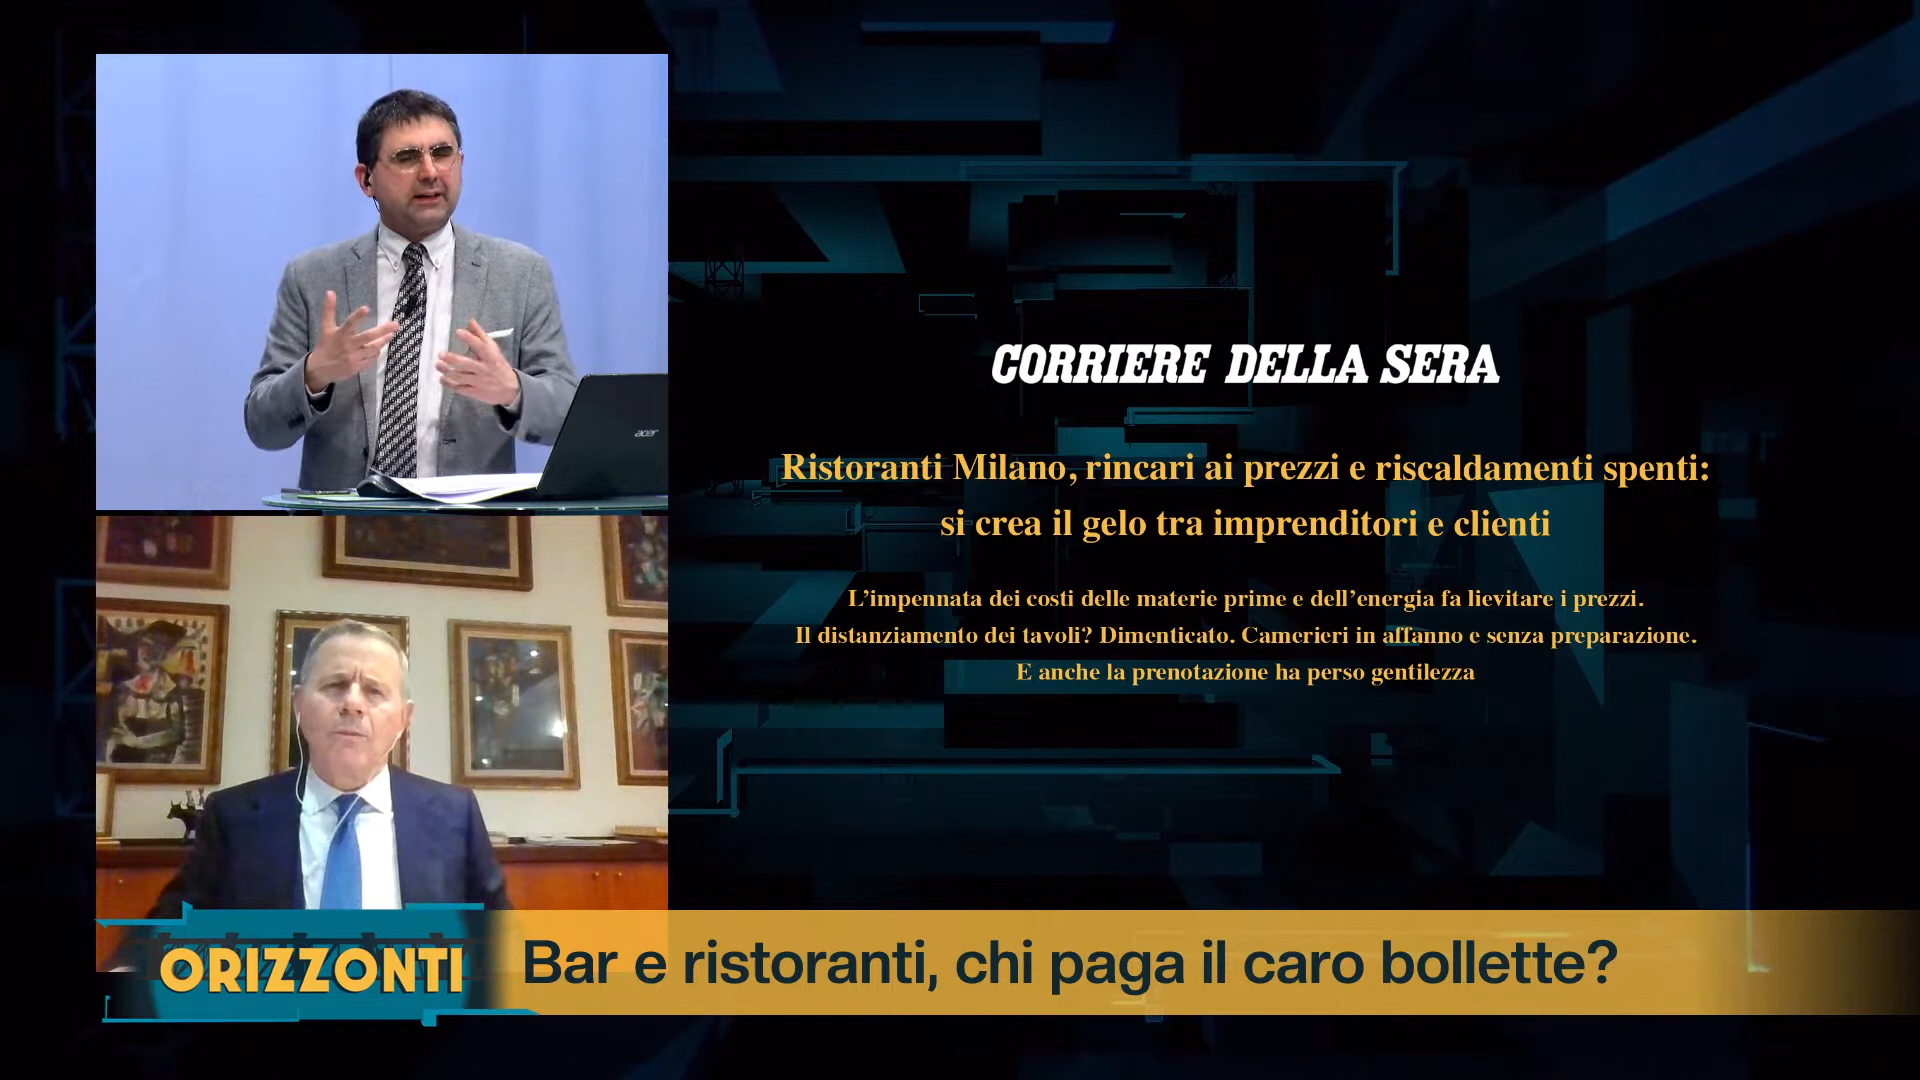 acer
CORRIERE DELLA SERA
Ristoranti Milano, rincari ai prezzi e riscaldamenti spenti:
si crea il gelo tra imprenditori e clienti
L’impennata dei costi delle materie prime e dell’energia fa lievitare i prezzi.
Il distanziamento dei tavoli? Dimenticato. Camerieri in affanno e senza preparazione.
E anche la prenotazione ha perso gentilezza
ORIZZONTI
Bar e ristoranti, chi paga il caro bollette?